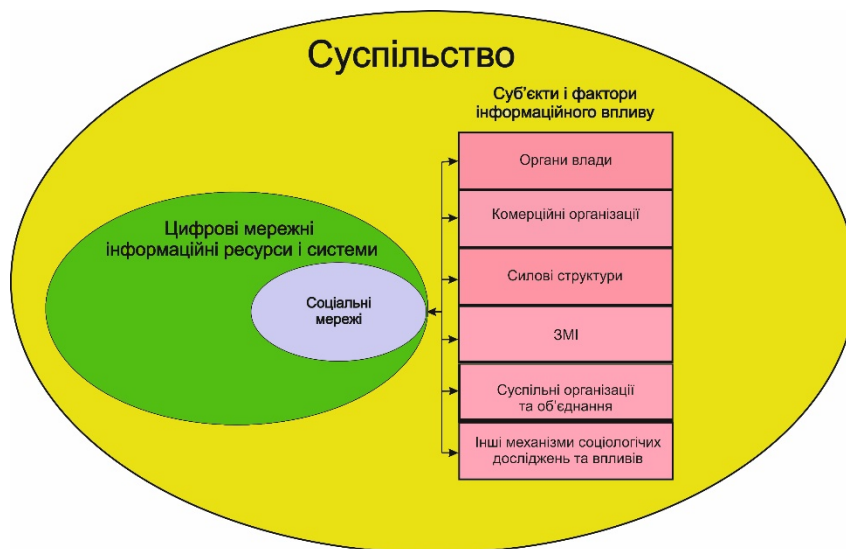 Суспільство
Суб'єкти і фактори
інформаційного впливу
Органи влади
Комерційні організації
Силові структури
ЗМІ
Суспільні організації
та об'єднання
Інші механізми соціологічих
досліджень та впливів
Цифрові мережні
інформаційні ресурси і системи
Соціальні
мережі